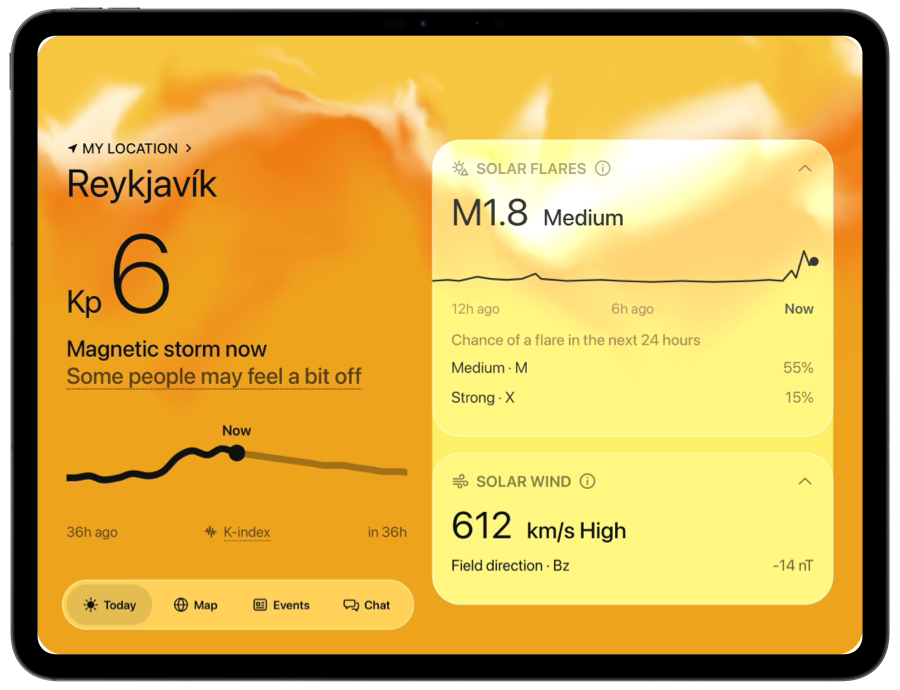 MY LOCATION
Reykjavík
Kp 6
Magnetic storm now
Some people may feel a bit off
Now
36h ago K-index in 36h
Today Map Events Chat
SOLAR FLARES
M1.8 Medium
12h ago 6h ago Now
Chance of a flare in the next 24 hours
Medium · M 55%
Strong · X 15%
SOLAR WIND
612 km/s High
Field direction · Bz -14 nT